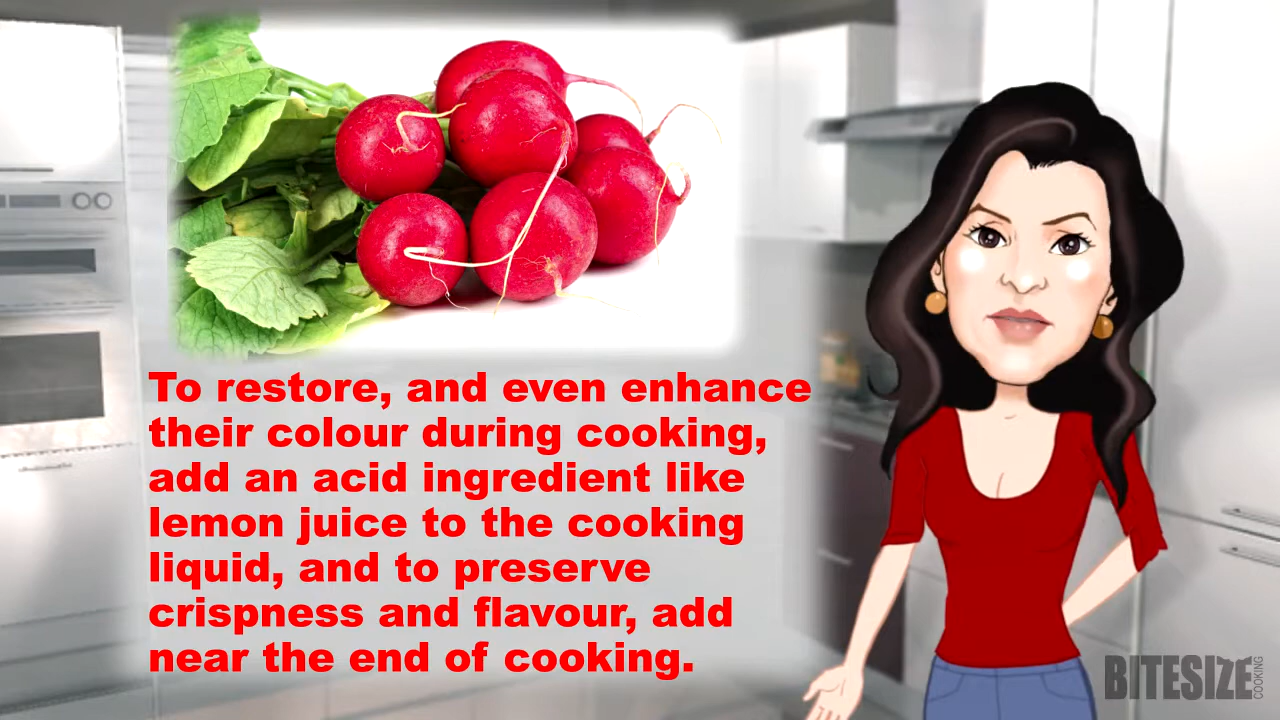 To restore, and even enhance
their colour during cooking,
add an acid ingredient like
lemon juice to the cooking
liquid, and to preserve
crispness and flavour, add
near the end of cooking.
BITESIZE COOKING